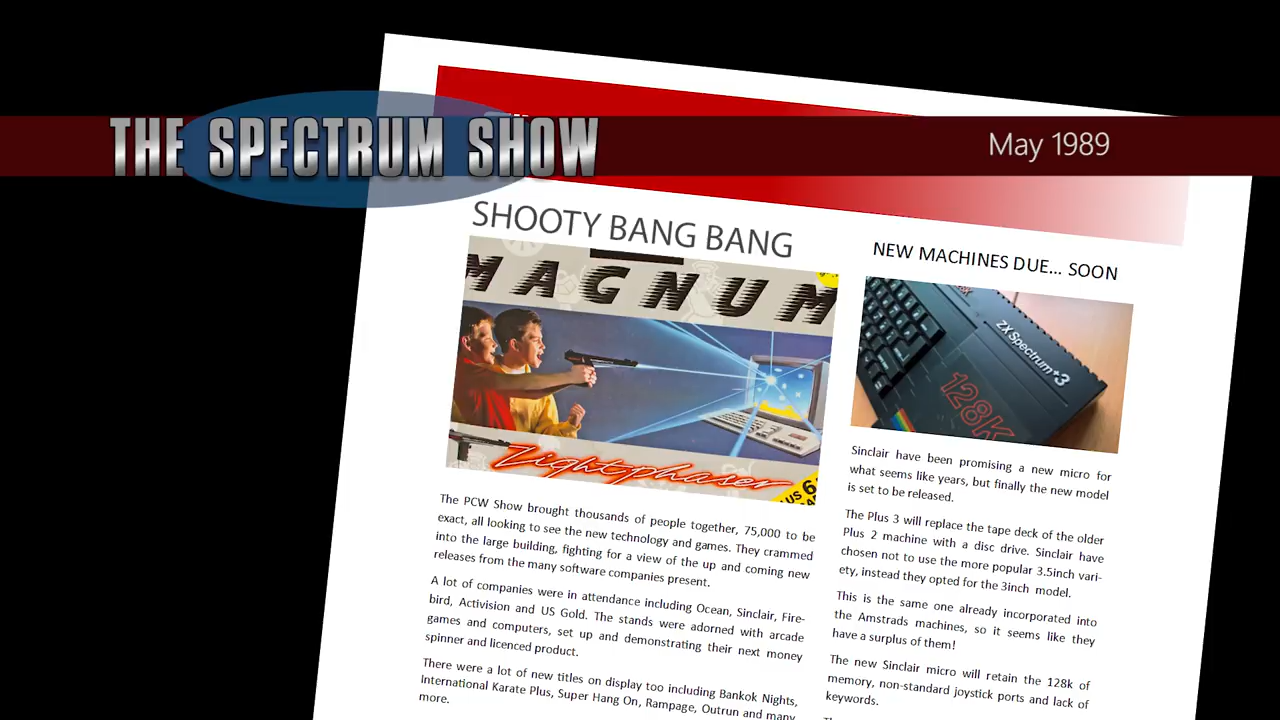 THE SPECTRUM SHOW
May 1989
SHOOTY BANG BANG
MAGNUM
Lightphaser
The PCW Show brought thousands of people together, 75,000 to be
exact, all looking to see the new technology and games. They crammed
into the large building, fighting for a view of the up and coming new
releases from the many software companies present.
A lot of companies were in attendance including Ocean, Sinclair, Fire-
bird, Activision and US Gold. The stands were adorned with arcade
games and computers, set up and demonstrating their next money
spinner and licenced product.
There were a lot of new titles on display too including Bankok Nights,
International Karate Plus, Super Hang On, Rampage, Outrun and many
more.
NEW MACHINES DUE... SOON
ZX Spectrum+3
128K
Sinclair have been promising a new micro for
what seems like years, but finally the new model
is set to be released.
The Plus 3 will replace the tape deck of the older
Plus 2 machine with a disc drive. Sinclair have
chosen not to use the more popular 3.5inch vari-
ety, instead they opted for the 3inch model.
This is the same one already incorporated into
the Amstrads machines, so it seems like they
have a surplus of them!
The new Sinclair micro will retain the 128k of
memory, non-standard joystick ports and lack of
keywords.